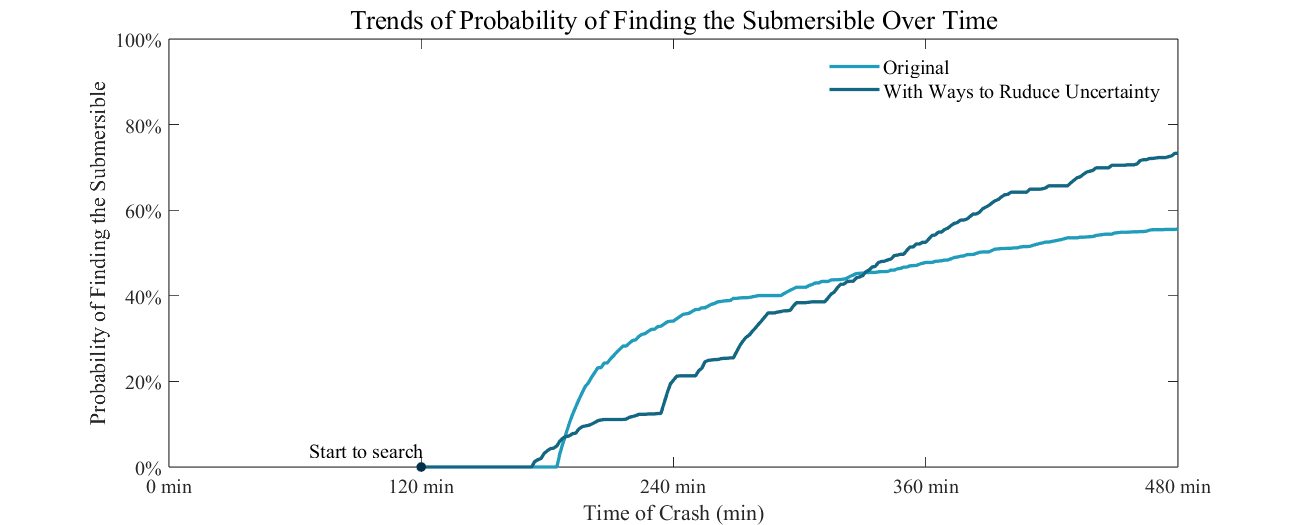 Trends of Probability of Finding the Submersible Over Time
100%
Original
With Ways to Ruduce Uncertainty
80%
60%
40%
20%
0%
Probability of Finding the Submersible
Start to search
0 min
120 min
240 min
360 min
480 min
Time of Crash (min)